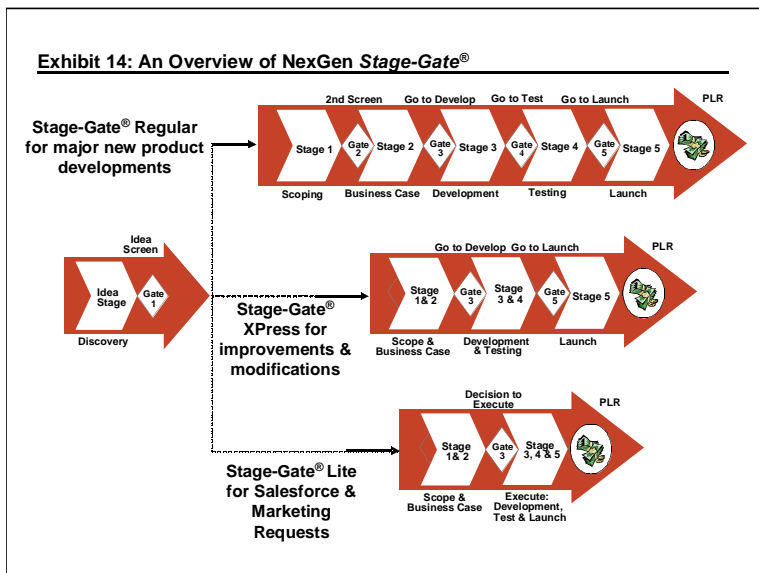 Exhibit 14: An Overview of NexGen Stage-Gate®
2nd Screen Go to Develop Go to Test Go to Launch PLR
Stage-Gate® Regular
for major new product
developments
Stage 1
Gate
2
Stage 2
Gate
3
Stage 3
Gate
4
Stage 4
Gate
5
Stage 5
Scoping Business Case Development Testing Launch
Idea
Screen
Idea
Stage
Gate
1
Discovery
Go to Develop Go to Launch PLR
Stage-Gate®
XPress for
improvements &
modifications
Stage
1& 2
Gate
3
Stage
3 & 4
Gate
5
Stage 5
Scope &
Business Case
Development
& Testing
Launch
Decision to
Execute
PLR
Stage-Gate® Lite
for Salesforce &
Marketing
Requests
Stage
1& 2
Gate
3
Stage
3, 4 & 5
Scope &
Business Case
Execute:
Development,
Test & Launch